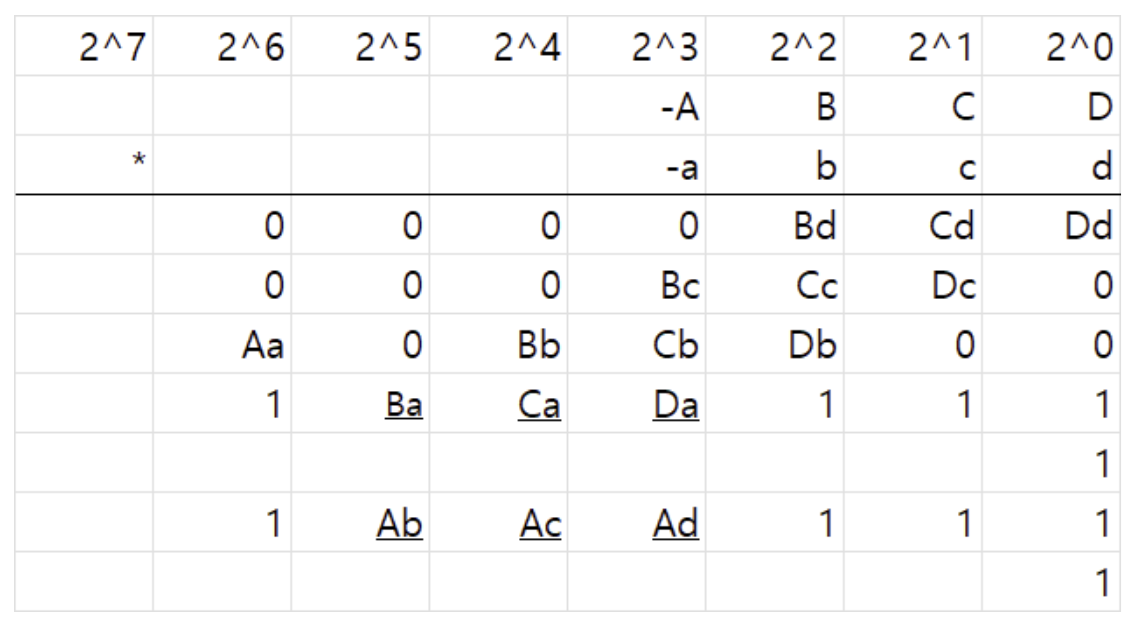 2^7 2^6 2^5 2^4 2^3 2^2 2^1 2^0
-A B C D
* -a b c d
0 0 0 0 Bd Cd Dd
0 0 0 Bc Cc Dc 0
Aa 0 Bb Cb Db 0 0
1 Ba Ca Da 1 1 1
1
1 Ab Ac Ad 1 1 1
1